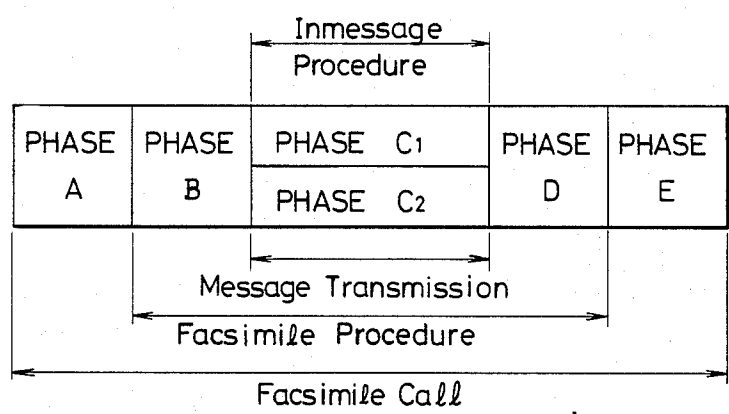 Inmessage
Procedure
PHASE A
PHASE B
PHASE C1
PHASE C2
PHASE D
PHASE E
Message Transmission
Facsimile Procedure
Facsimile Call